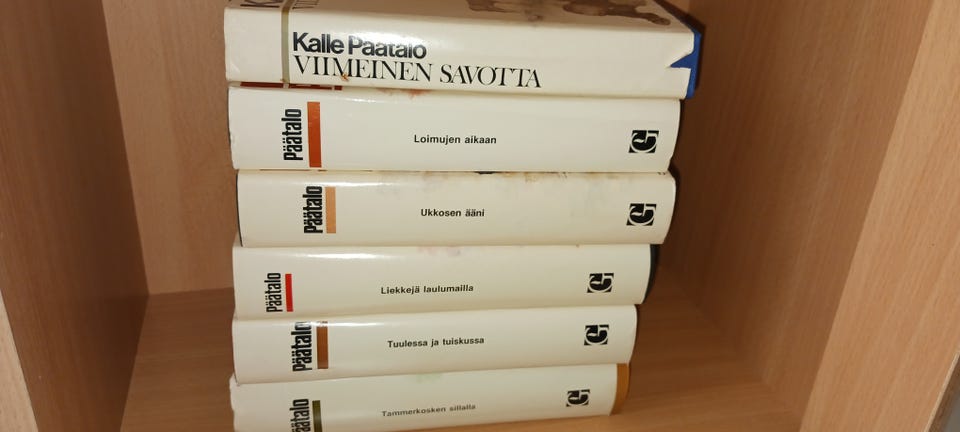 Kalle Päätalo
VIIMEINEN SAVOTTA
Päätalo
Loimujen aikaan
G
Päätalo
Ukkosen ääni
G
Päätalo
Liekkejä laulumailla
G
Päätalo
Tuulessa ja tuiskussa
G
Päätalo
Tammerkosken sillalla
G